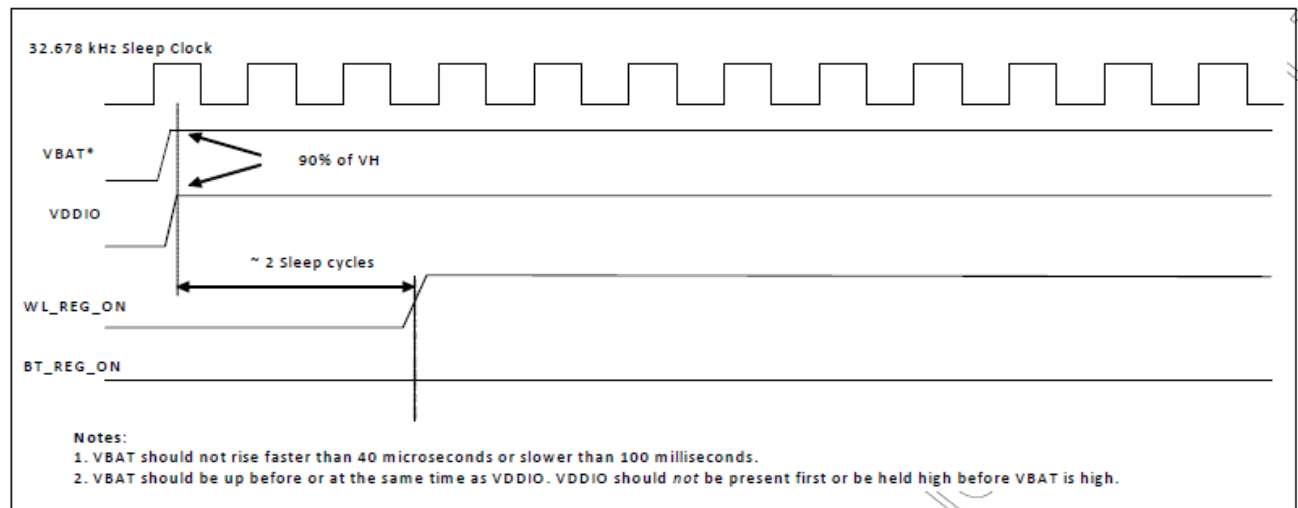 32.678 kHz Sleep Clock
VBAT*
90% of VH
VDDIO
~ 2 Sleep cycles
WL_REG_ON
BT_REG_ON
Notes:
1. VBAT should not rise faster than 40 microseconds or slower than 100 milliseconds.
2. VBAT should be up before or at the same time as VDDIO. VDDIO should not be present first or be held high before VBAT is high.